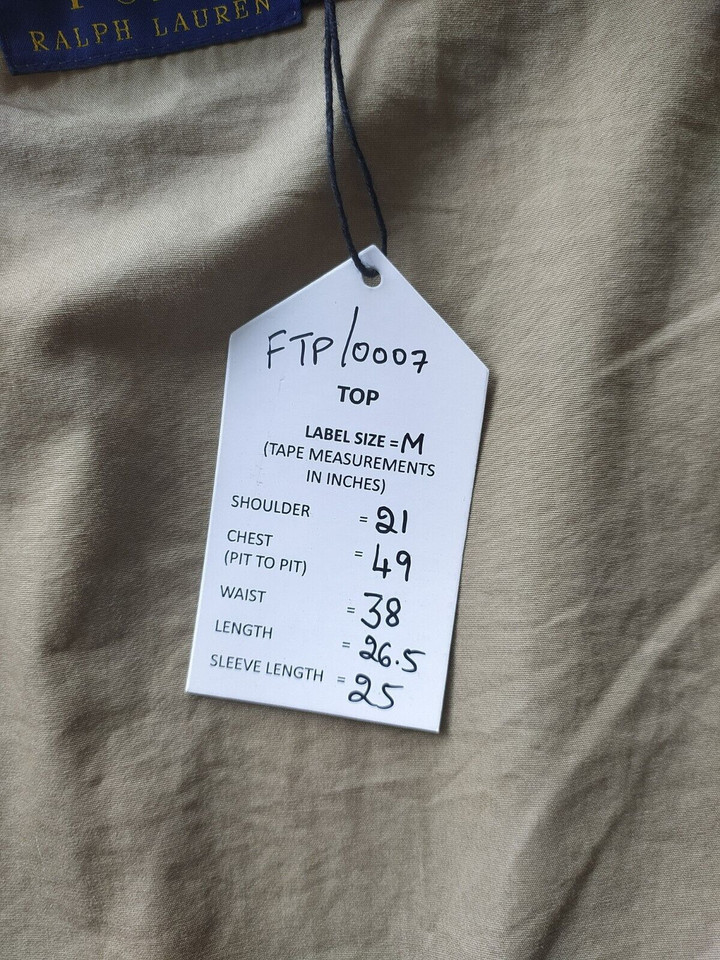 RALPH LAUREN
FTP/0007
TOP
LABEL SIZE = M
(TAPE MEASUREMENTS
IN INCHES)
SHOULDER = 21
CHEST
(PIT TO PIT) = 49
WAIST = 38
LENGTH = 26.5
SLEEVE LENGTH = 25